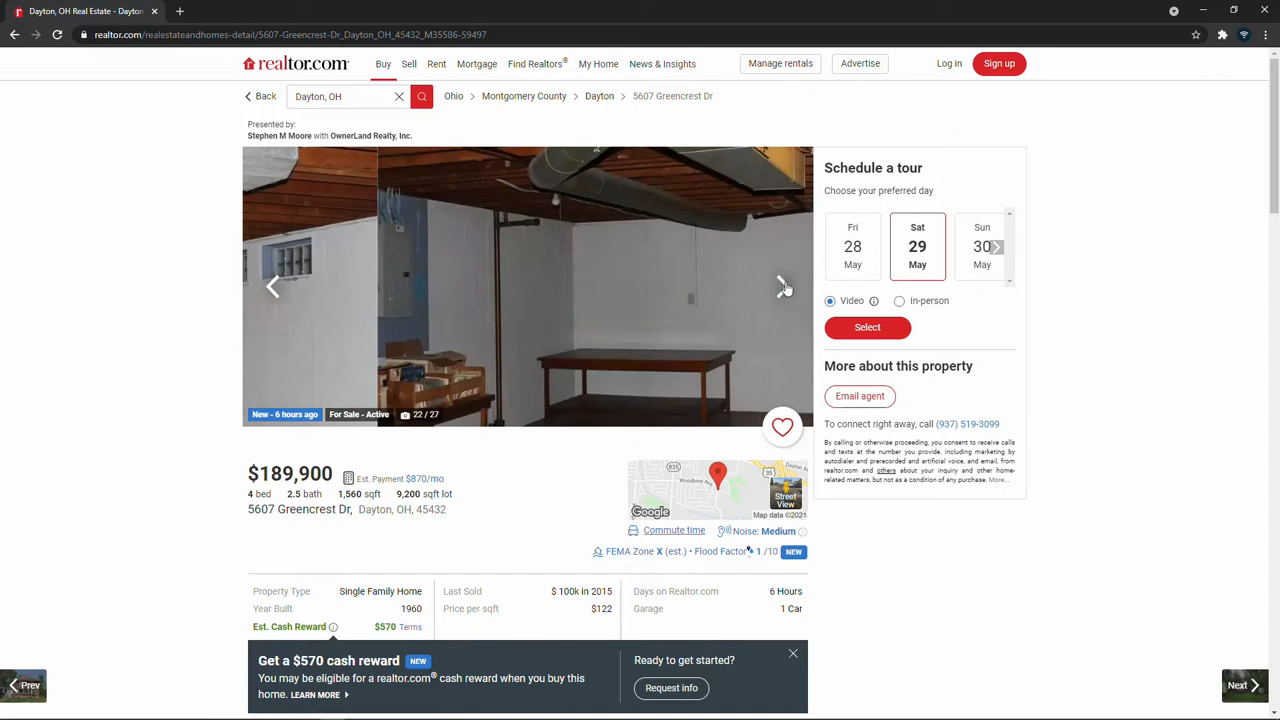 Dayton, OH Real Estate - Dayton
realtor.com/realestateandhomes-detail/5607-Greencrest-Dr_Dayton_OH_45432_M35586-59497
realtor.com
Buy
Sell
Rent
Mortgage
Find Realtors®
My Home
News & Insights
Manage rentals
Advertise
Log in
Sign up
Back
Dayton, OH
Ohio
Montgomery County
Dayton
5607 Greencrest Dr
Presented by:
Stephen M Moore with OwnerLand Realty, Inc.
New - 6 hours ago
For Sale - Active
22 / 27
Schedule a tour
Choose your preferred day
Fri
28
May
Sat
29
May
Sun
30
May
Video
In-person
Select
More about this property
Email agent
To connect right away, call (937) 519-3099
By calling or otherwise proceeding, you consent to receive calls
and texts at the number you provide, including marketing by
autodialer and prerecorded and artificial voice, and email, from
realtor.com and others about your inquiry and other home-
related matters, but not as a condition of any purchase. More...
$189,900
Est. Payment $870/mo
4 bed 2.5 bath 1,560 sqft 9,200 sqft lot
5607 Greencrest Dr, Dayton, OH, 45432
835
Woodbine Ave
35
Google
Street
View
Map data ©2021
Commute time
Noise: Medium
FEMA Zone X (est.) • Flood Factor 1 /10 NEW
Property Type Single Family Home
Year Built 1960
Est. Cash Reward $570 Terms
Last Sold $ 100k in 2015
Price per sqft $122
Days on Realtor.com 6 Hours
Garage 1 Car
Get a $570 cash reward NEW
You may be eligible for a realtor.com® cash reward when you buy this
home. LEARN MORE
Ready to get started?
Request info
Prev
Next